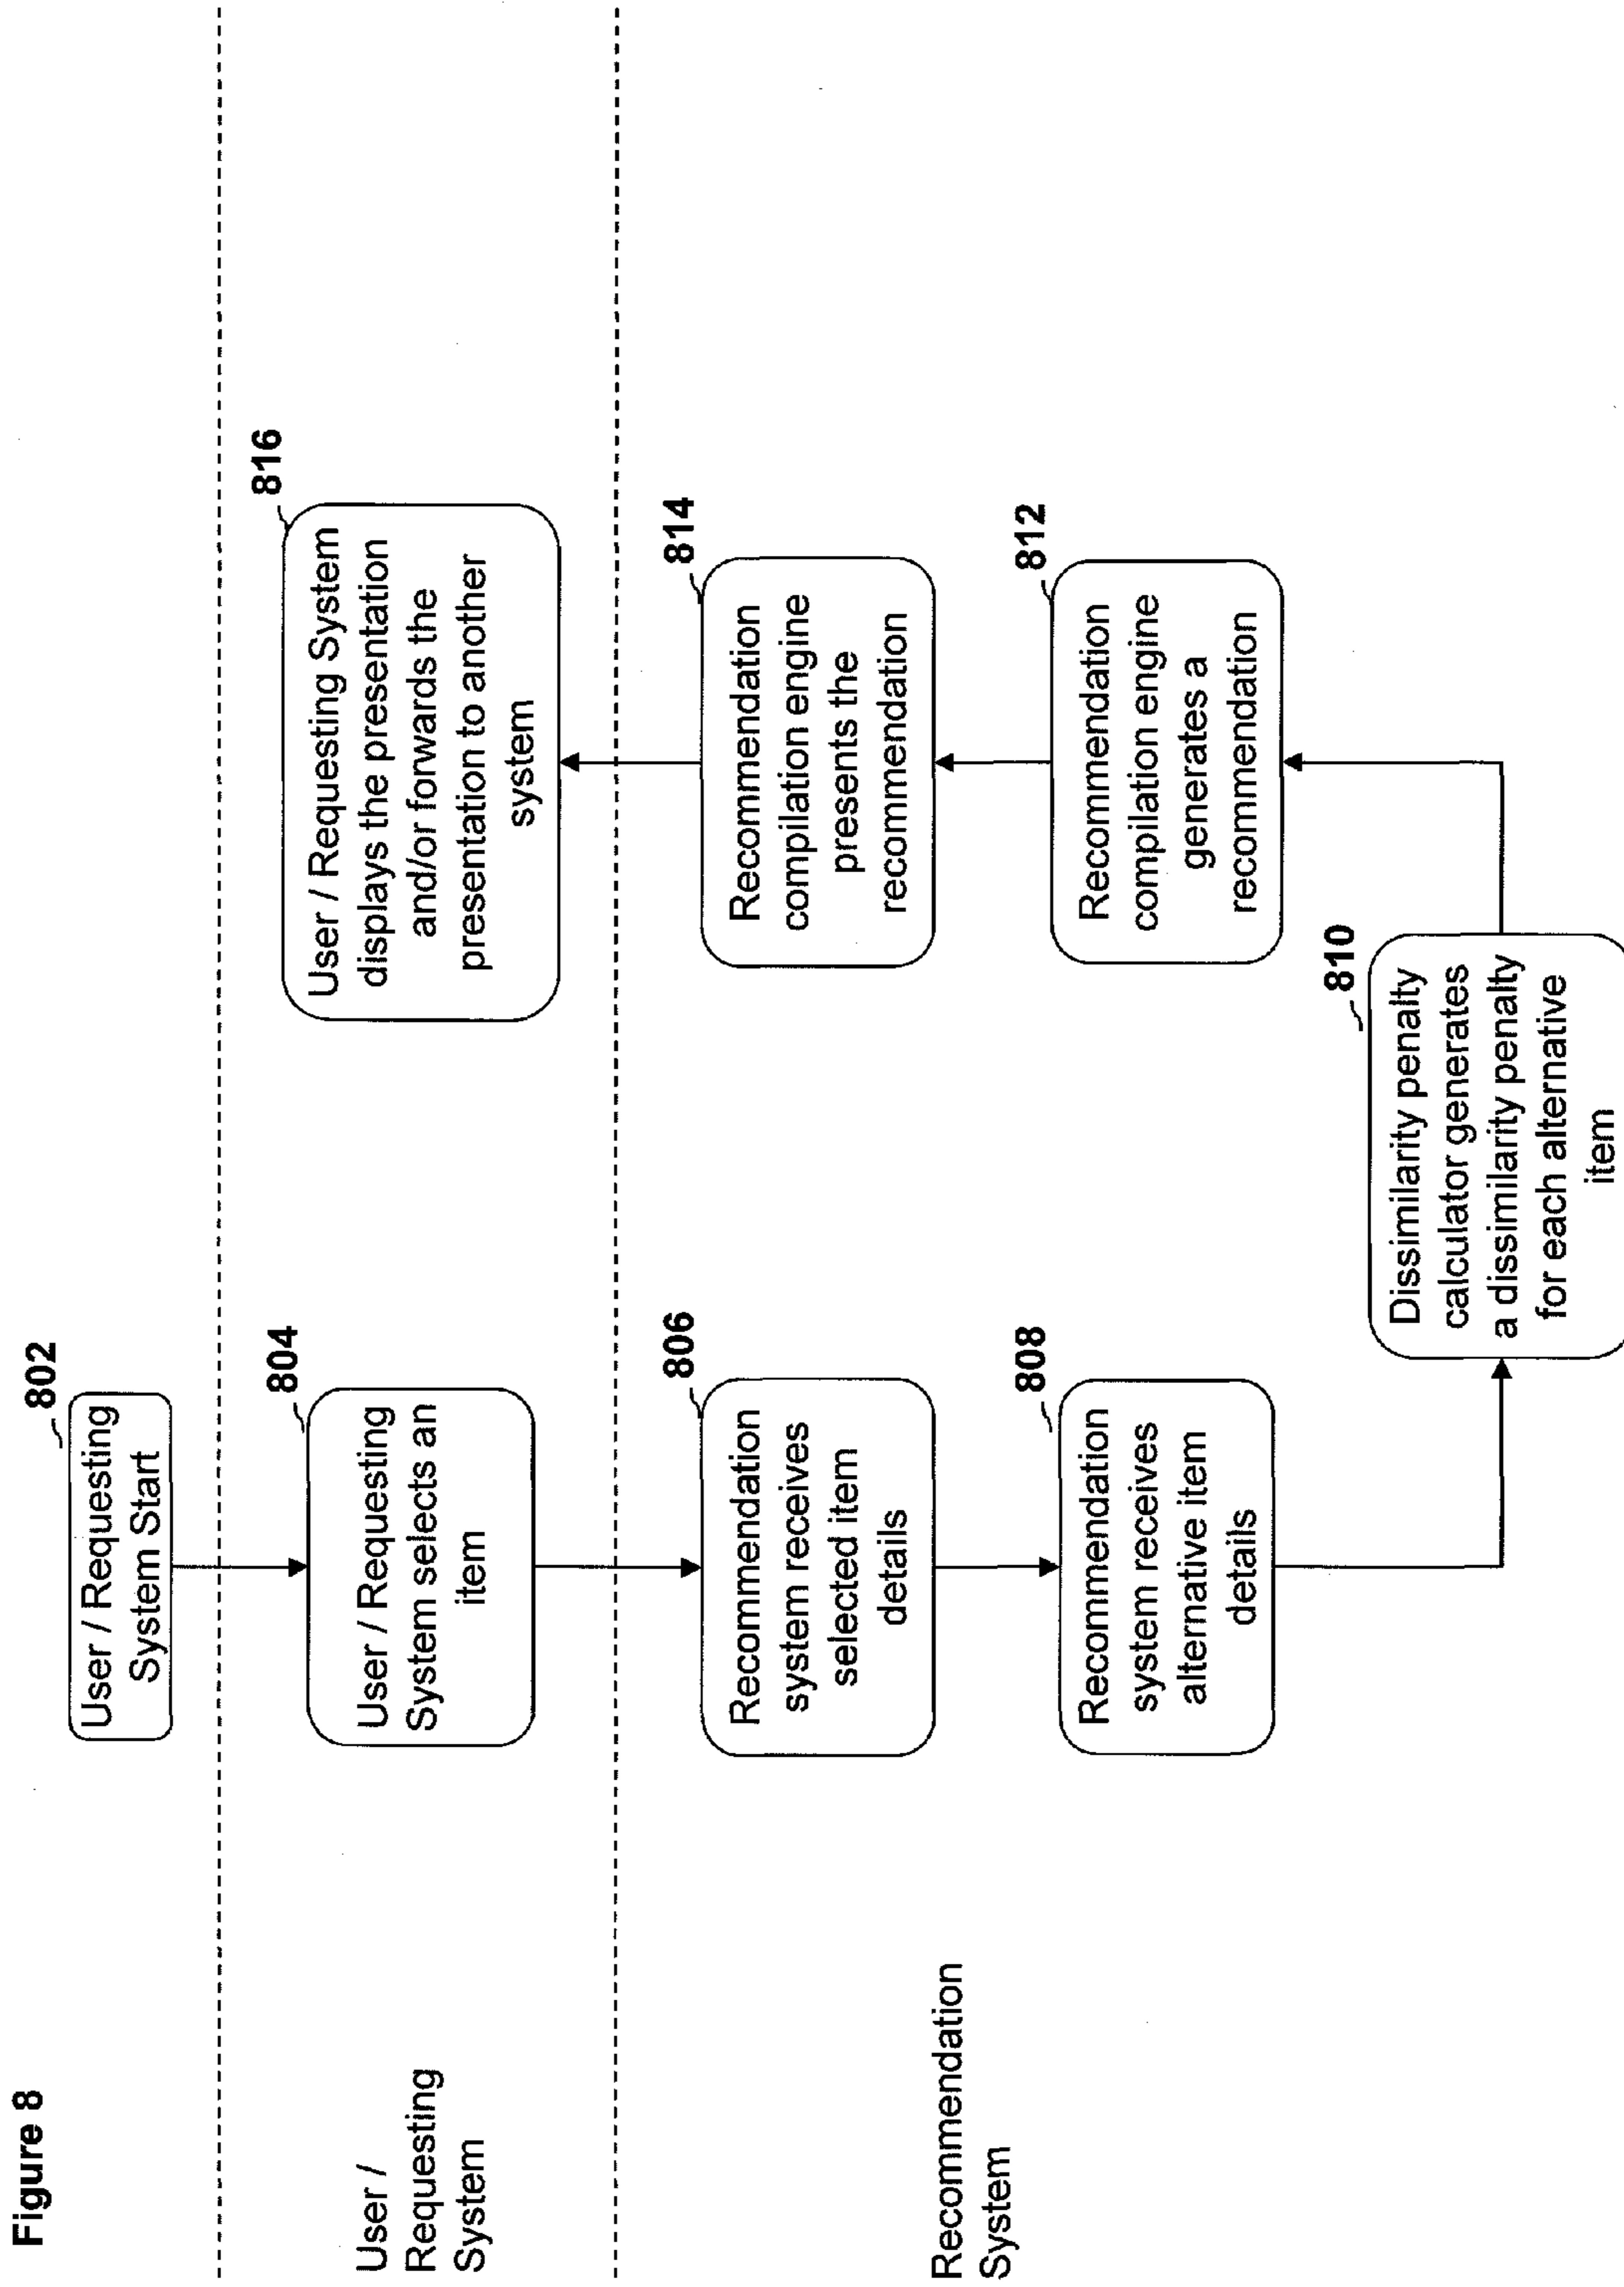 Figure 8
802
User / Requesting
System Start
User /
Requesting
System
804
User / Requesting
System selects an
item
816
User / Requesting System
displays the presentation
and/or forwards the
presentation to another
system
Recommendation
System
806
Recommendation
system receives
selected item
details
808
Recommendation
system receives
alternative item
details
810
Dissimilarity penalty
calculator generates
a dissimilarity penalty
for each alternative
item
812
Recommendation
compilation engine
generates a
recommendation
814
Recommendation
compilation engine
presents the
recommendation